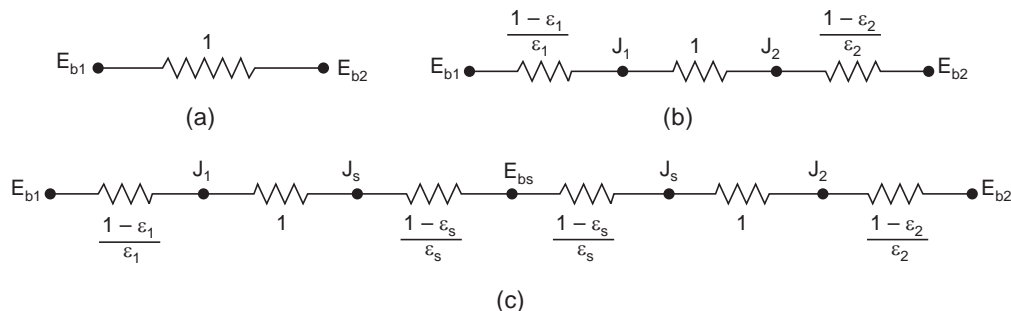 1
E_b1 E_b2
(a)
1 – ε_1 / ε_1 J_1 1 J_2 1 – ε_2 / ε_2
E_b1 E_b2
(b)
J_1 J_s E_bs J_s J_2
E_b1 E_b2
1 – ε_1 / ε_1 1 1 – ε_s / ε_s 1 – ε_s / ε_s 1 1 – ε_2 / ε_2
(c)